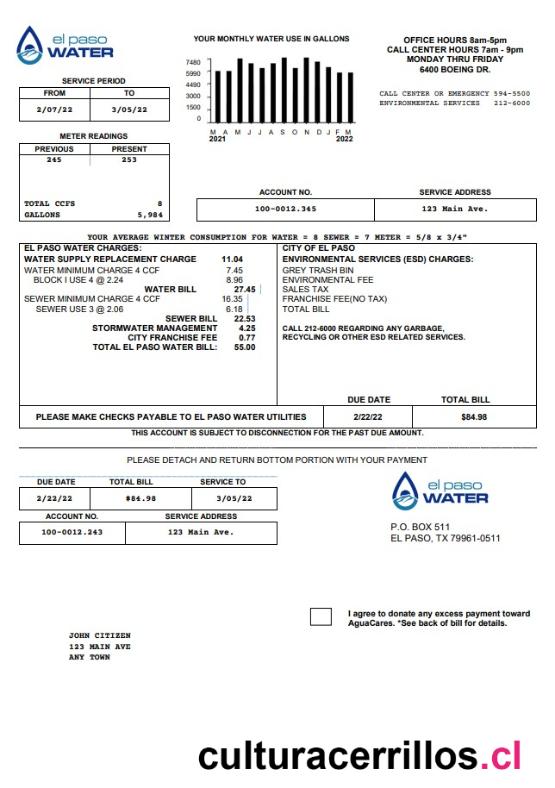 el paso
WATER
YOUR MONTHLY WATER USE IN GALLONS
7480
5990
4490
3000
1500
0
M A M J J A S O N D J F M
2021 2022
OFFICE HOURS 8am-5pm
CALL CENTER HOURS 7am - 9pm
MONDAY THRU FRIDAY
6400 BOEING DR.
CALL CENTER OR EMERGENCY 594-5500
ENVIRONMENTAL SERVICES 212-6000
SERVICE PERIOD
FROM TO
2/07/22 3/05/22
METER READINGS
PREVIOUS PRESENT
245 253
TOTAL CCFS 8
GALLONS 5,984
ACCOUNT NO. SERVICE ADDRESS
100-0012.345 123 Main Ave.
YOUR AVERAGE WINTER CONSUMPTION FOR WATER = 8 SEWER = 7 METER = 5/8 x 3/4"
EL PASO WATER CHARGES:
WATER SUPPLY REPLACEMENT CHARGE 11.04
WATER MINIMUM CHARGE 4 CCF 7.45
BLOCK I USE 4 @ 2.24 8.96
WATER BILL 27.45
SEWER MINIMUM CHARGE 4 CCF 16.35
SEWER USE 3 @ 2.06 6.18
SEWER BILL 22.53
STORMWATER MANAGEMENT 4.25
CITY FRANCHISE FEE 0.77
TOTAL EL PASO WATER BILL: 55.00
CITY OF EL PASO
ENVIRONMENTAL SERVICES (ESD) CHARGES:
GREY TRASH BIN
ENVIRONMENTAL FEE
SALES TAX
FRANCHISE FEE(NO TAX)
TOTAL BILL
CALL 212-6000 REGARDING ANY GARBAGE,
RECYCLING OR OTHER ESD RELATED SERVICES.
DUE DATE TOTAL BILL
PLEASE MAKE CHECKS PAYABLE TO EL PASO WATER UTILITIES 2/22/22 $84.98
THIS ACCOUNT IS SUBJECT TO DISCONNECTION FOR THE PAST DUE AMOUNT.
PLEASE DETACH AND RETURN BOTTOM PORTION WITH YOUR PAYMENT
DUE DATE TOTAL BILL SERVICE TO
2/22/22 $84.98 3/05/22
ACCOUNT NO. SERVICE ADDRESS
100-0012.243 123 Main Ave.
el paso
WATER
P.O. BOX 511
EL PASO, TX 79961-0511
I agree to donate any excess payment toward
AguaCares. *See back of bill for details.
JOHN CITIZEN
123 MAIN AVE
ANY TOWN
culturacerrillos.cl